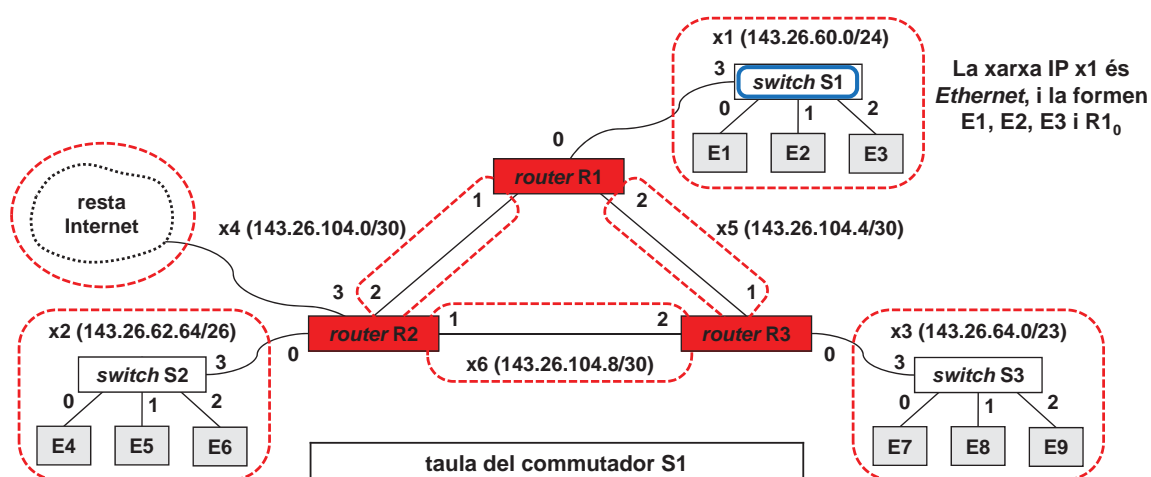 x1 (143.26.60.0/24)
3
switch S1
0
1
2
E1
E2
E3
La xarxa IP x1 és
Ethernet, i la formen
E1, E2, E3 i R1₀
0
router R1
1
2
resta
Internet
x4 (143.26.104.0/30)
x5 (143.26.104.4/30)
3
2
1
x2 (143.26.62.64/26)
router R2
0
1
2
router R3
0
x3 (143.26.64.0/23)
x6 (143.26.104.8/30)
switch S2
3
0
1
2
E4
E5
E6
3
switch S3
0
1
2
E7
E8
E9
taula del commutador S1